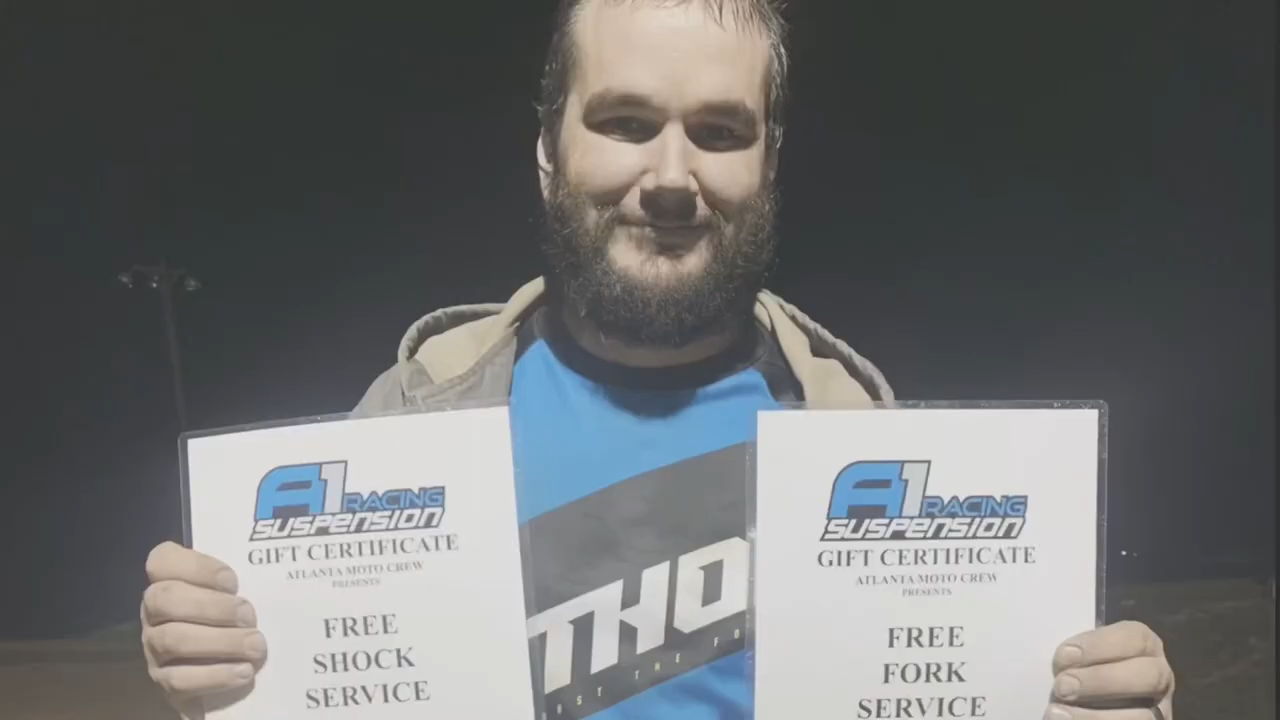 A1 RACING
SUSPENSION
GIFT CERTIFICATE
ATLANTA MOTO CREW
PRESENTS
FREE
SHOCK
SERVICE
THO
A1 RACING
SUSPENSION
GIFT CERTIFICATE
ATLANTA MOTO CREW
PRESENTS
FREE
FORK
SERVICE